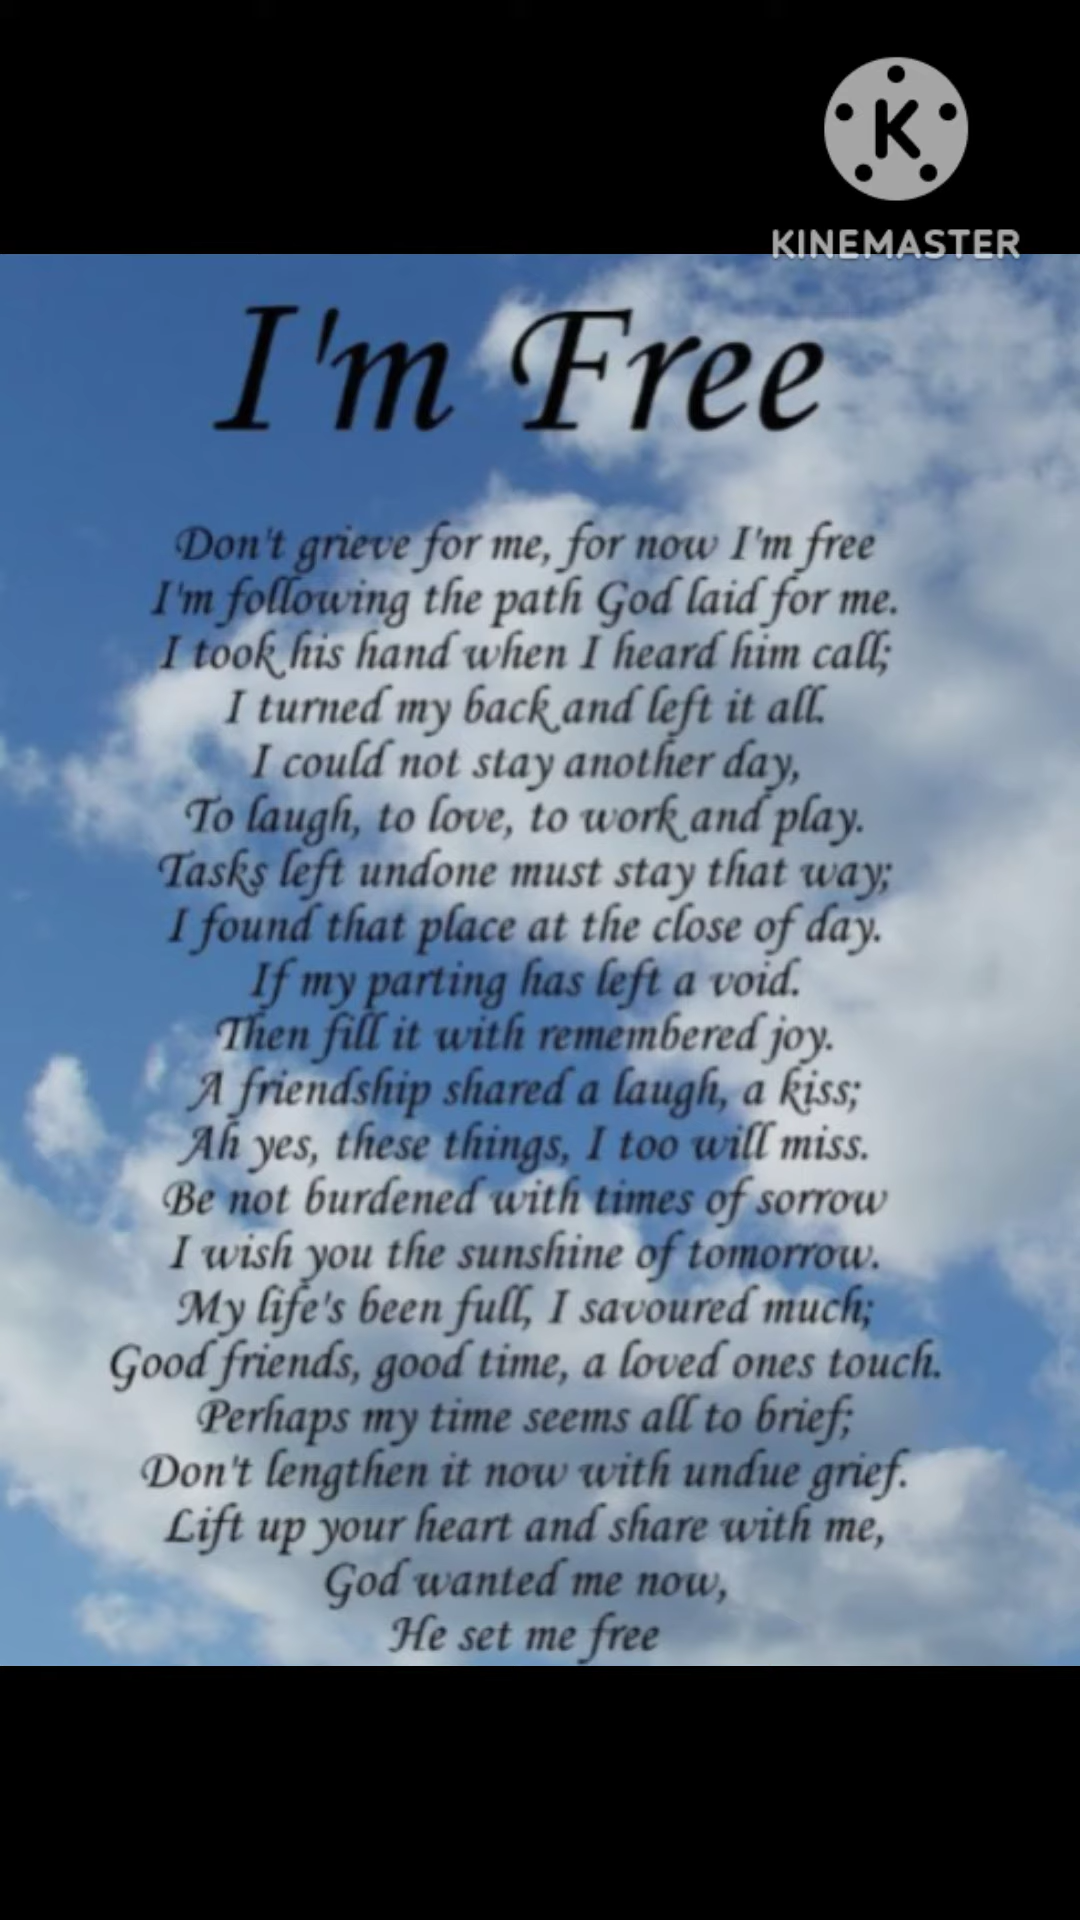 KINEMASTER
I'm Free
Don't grieve for me, for now I'm free
I'm following the path God laid for me.
I took his hand when I heard him call;
I turned my back and left it all.
I could not stay another day,
To laugh, to love, to work and play.
Tasks left undone must stay that way;
I found that place at the close of day.
If my parting has left a void.
Then fill it with remembered joy.
A friendship shared a laugh, a kiss;
Ah yes, these things, I too will miss.
Be not burdened with times of sorrow
I wish you the sunshine of tomorrow.
My life's been full, I savoured much;
Good friends, good time, a loved ones touch.
Perhaps my time seems all to brief;
Don't lengthen it now with undue grief.
Lift up your heart and share with me,
God wanted me now,
He set me free